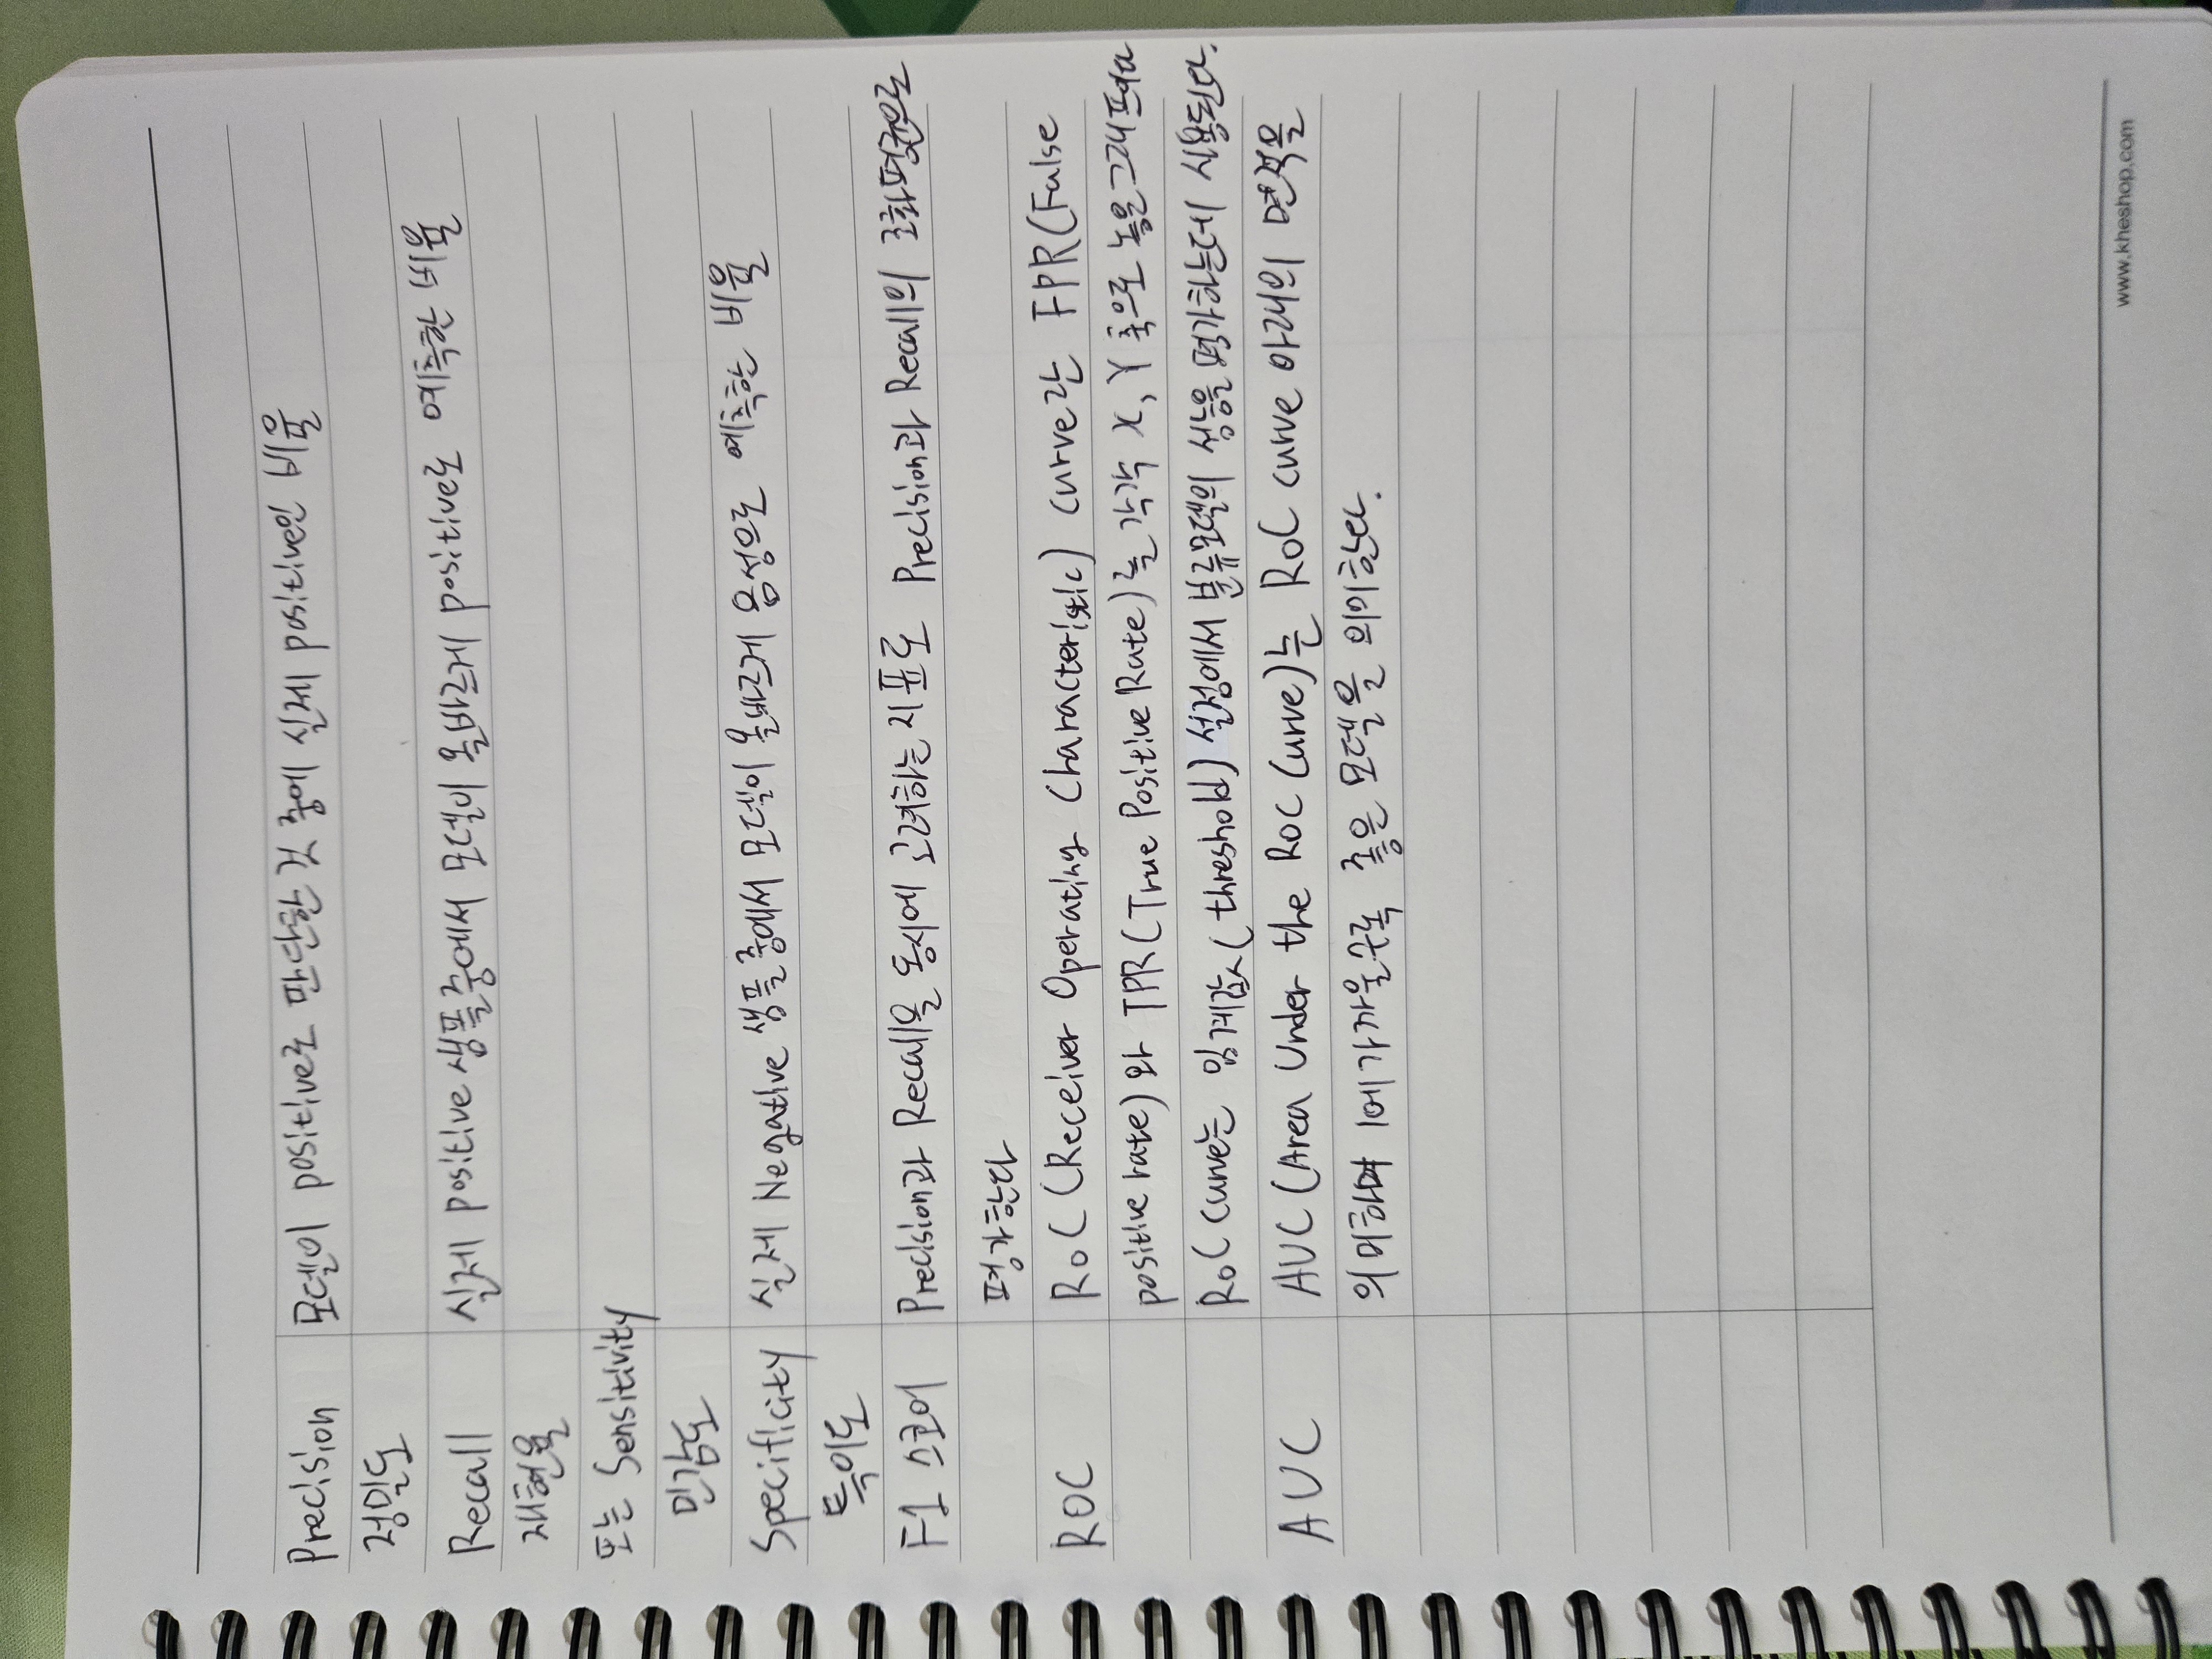 Precision 모델이 positive로 판단한 것 중에 실제 positive인 비율
정밀도
Recall 실제 positive 샘플중에서 모델이 올바르게 positive로 예측한 비율
재현율
또는 Sensitivity
민감도
Specificity 실제 Negative 샘플중에서 모델이 올바르게 음성으로 예측한 비율
특이도
F1 스코어 Precision과 Recall을 동시에 고려하는 지표로 Precision과 Recall의 조화평균으로
평가한다
ROC ROC (Receiver Operating Characteristic) curve란 FPR(False
positive rate)와 TPR(True Positive Rate)를 각각 X, Y축으로 놓은 그래프이다
ROC curve는 임계값(threshold) 설정에서 분류모델의 성능을 평가하는데 사용된다.
AUC AUC (Area Under the ROC Curve)는 ROC curve 아래의 면적을
의미하며 1에 가까울수록 좋은 모델을 의미한다.
www.kheshop.com